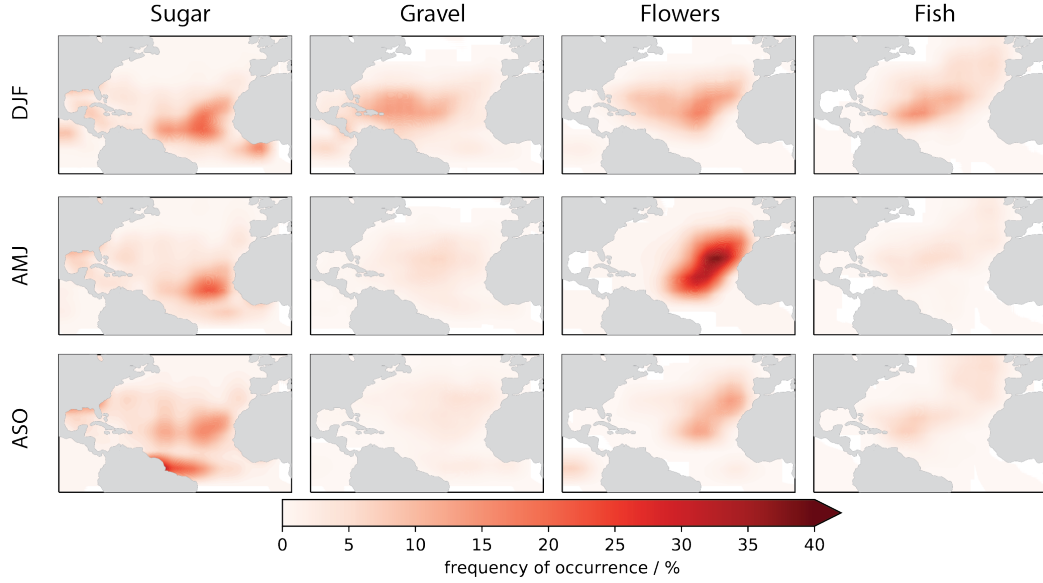 Sugar Gravel Flowers Fish
DJF
AMJ
ASO
0 5 10 15 20 25 30 35 40
frequency of occurrence / %